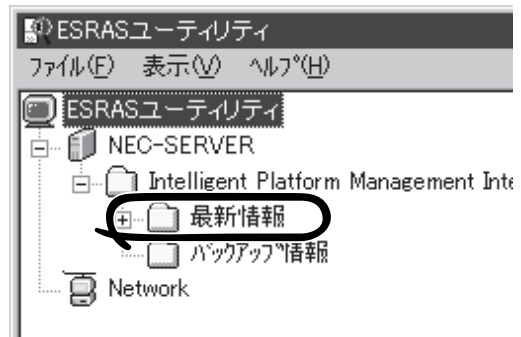 ESRASユーティリティ
ファイル(F) 表示(V) ヘルプ(H)
ESRASユーティリティ
NEC-SERVER
Intelligent Platform Management Inte
最新情報
バックアップ情報
Network